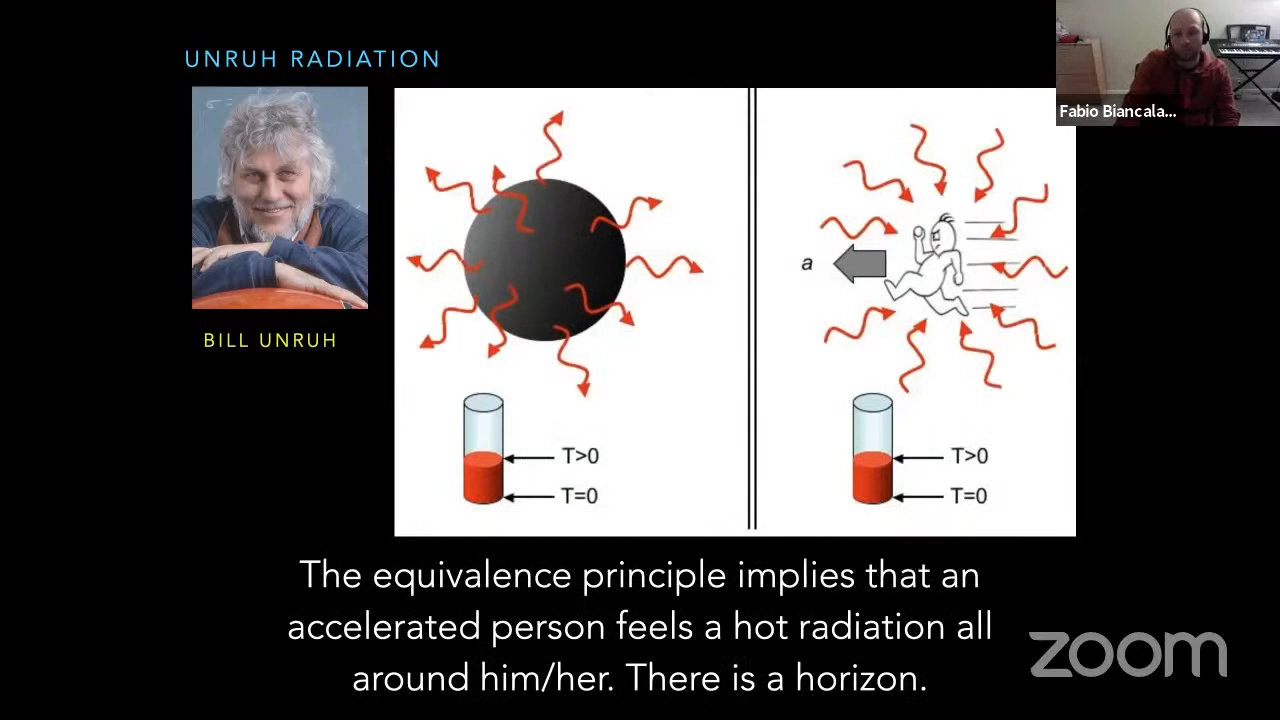 UNRUH RADIATION
Fabio Biancala...
BILL UNRUH
a
T>0
T=0
T>0
T=0
The equivalence principle implies that an
accelerated person feels a hot radiation all
around him/her. There is a horizon.
zoom